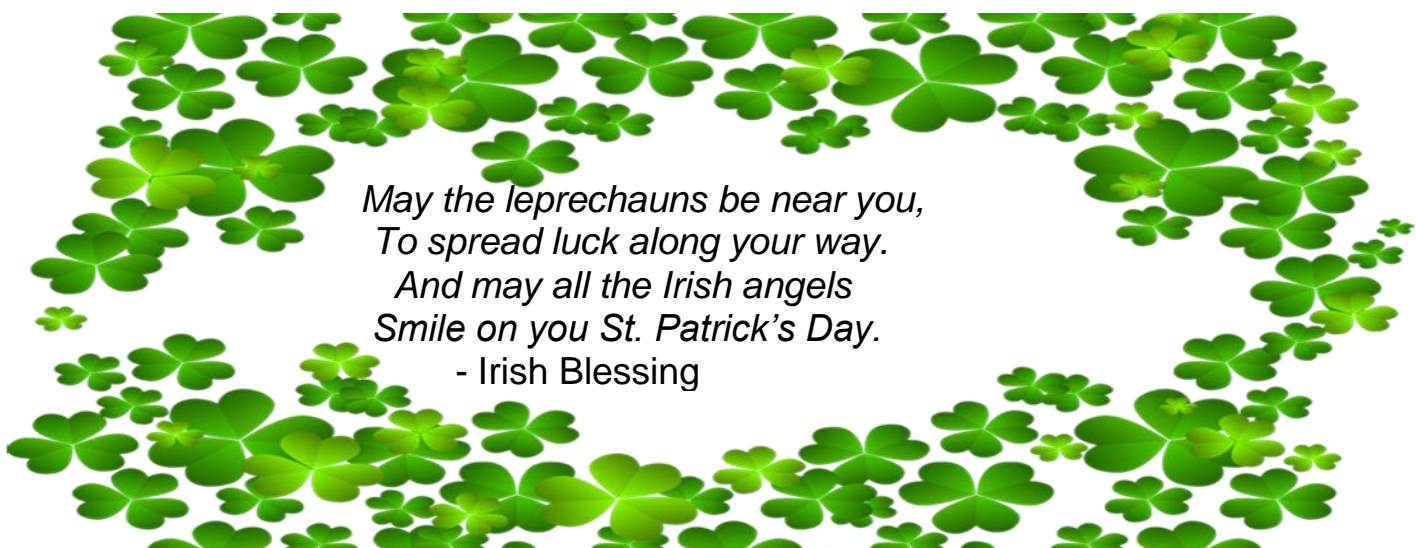 May the leprechauns be near you,
To spread luck along your way.
And may all the Irish angels
Smile on you St. Patrick’s Day.
- Irish Blessing